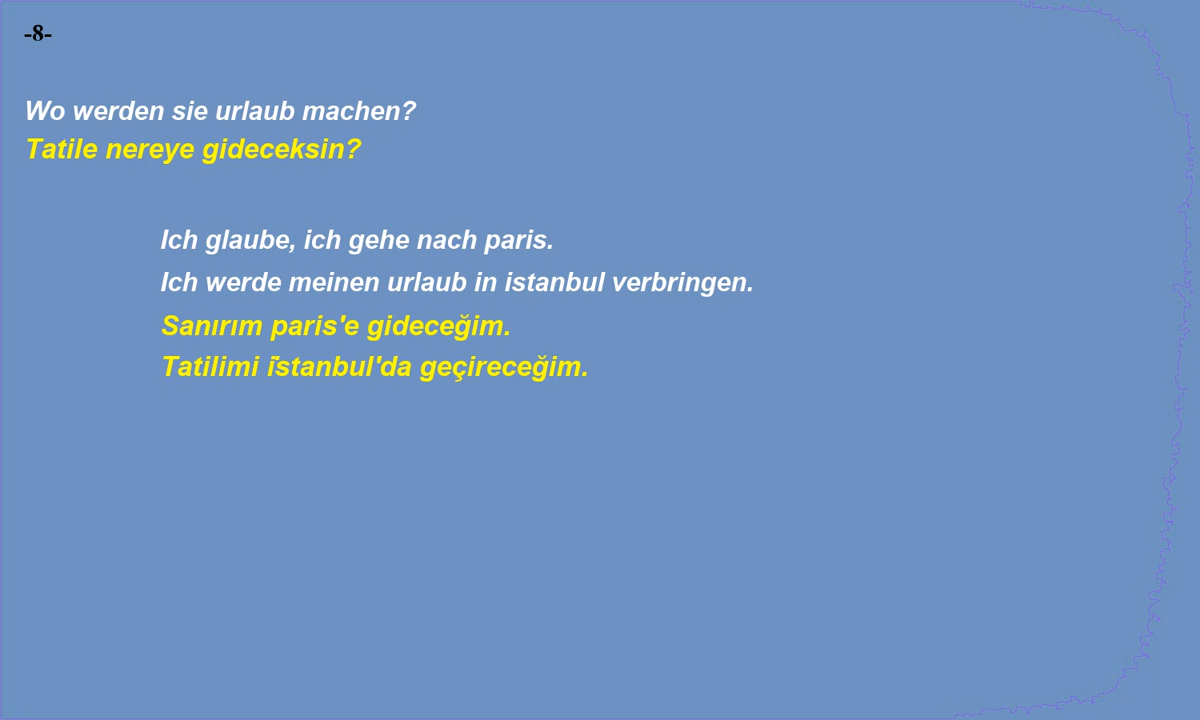 -8-
Wo werden sie urlaub machen?
Tatile nereye gideceksin?
Ich glaube, ich gehe nach paris.
Ich werde meinen urlaub in istanbul verbringen.
Sanırım paris'e gideceğim.
Tatilimi i̇stanbul'da geçireceğim.